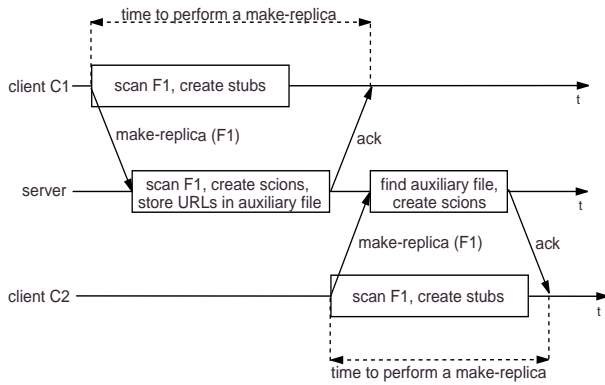 time to perform a make-replica
client C1
scan F1, create stubs
t
make-replica (F1)
ack
server
scan F1, create scions,
store URLs in auxiliary file
find auxiliary file,
create scions
t
make-replica (F1)
ack
client C2
scan F1, create stubs
t
time to perform a make-replica